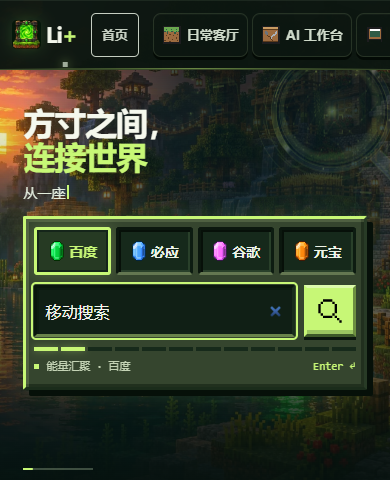 Li+
首页
日常客厅
AI 工作台
方寸之间，
连接世界
从一座
百度
必应
谷歌
元宝
移动搜索
×
能量汇聚 · 百度
Enter ↲